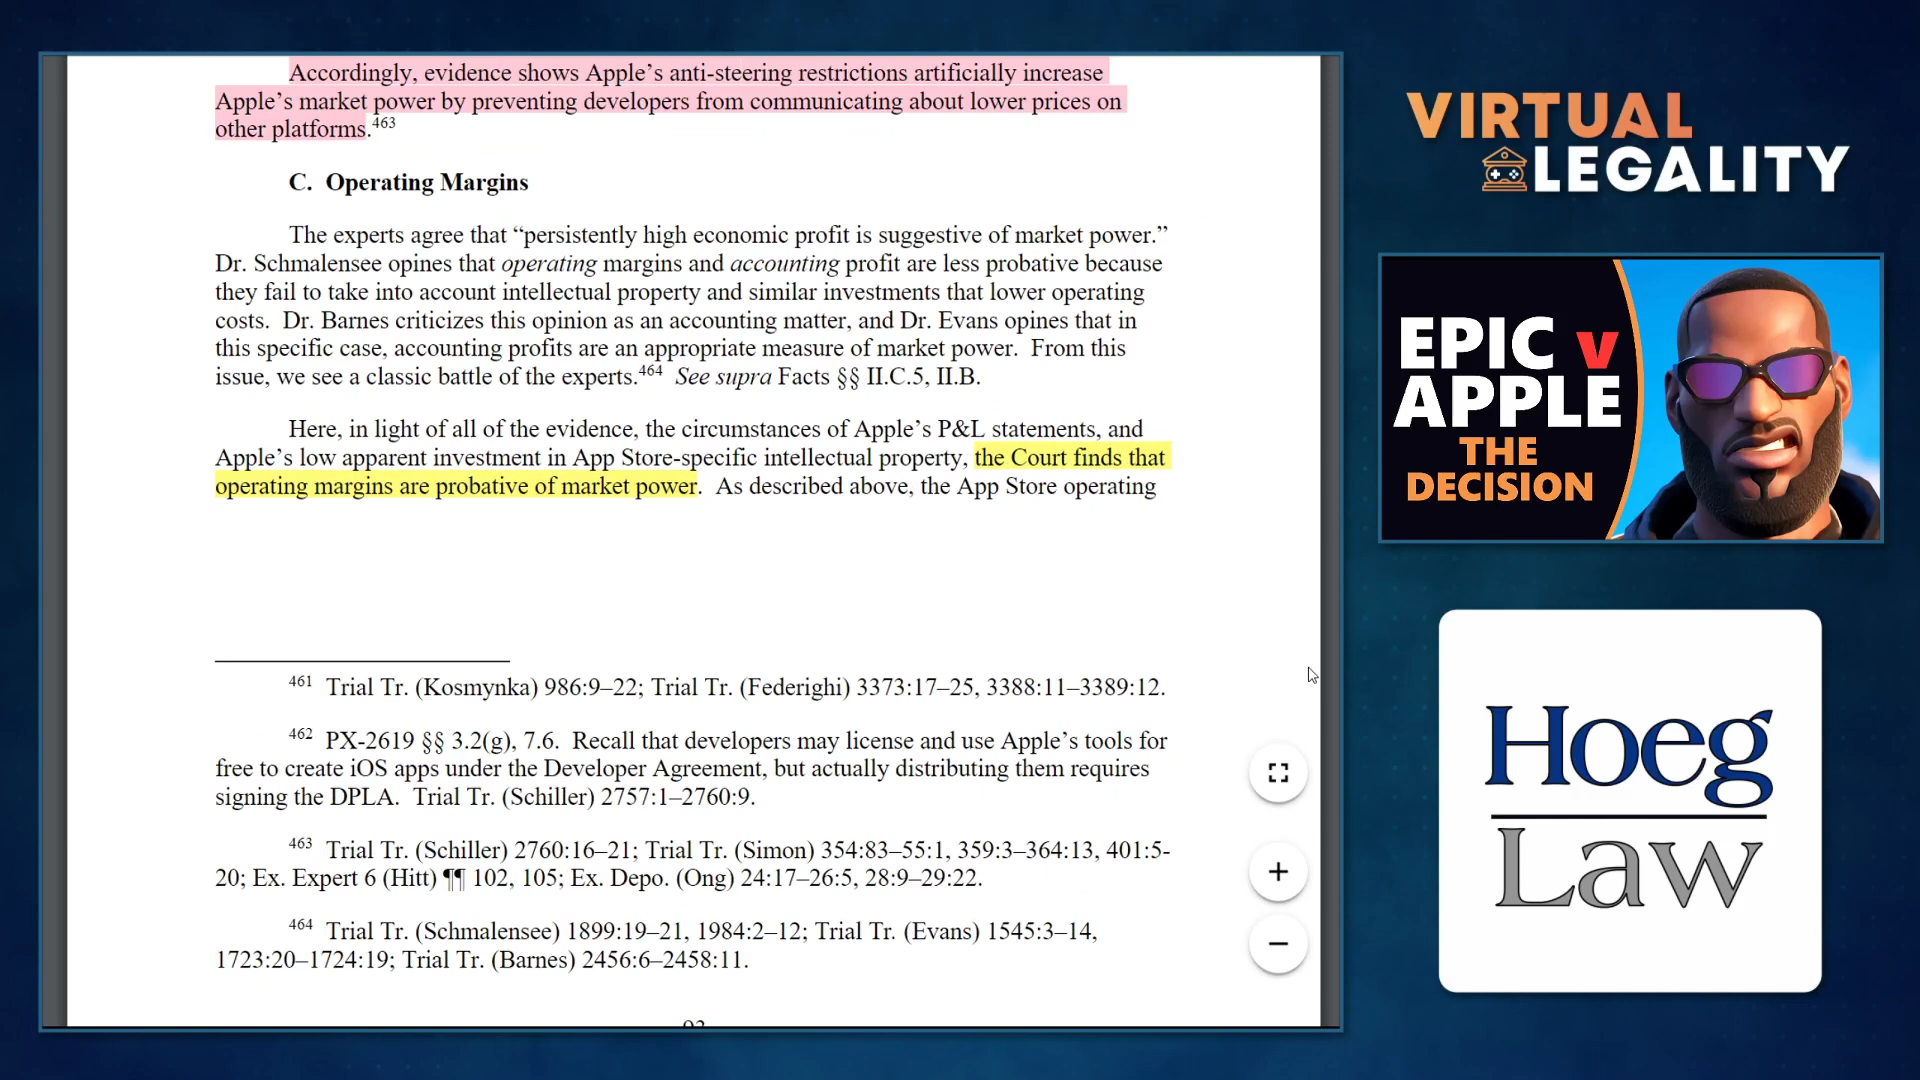 Accordingly, evidence shows Apple’s anti-steering restrictions artificially increase
Apple’s market power by preventing developers from communicating about lower prices on
other platforms.463
C. Operating Margins
The experts agree that “persistently high economic profit is suggestive of market power.”
Dr. Schmalensee opines that operating margins and accounting profit are less probative because
they fail to take into account intellectual property and similar investments that lower operating
costs. Dr. Barnes criticizes this opinion as an accounting matter, and Dr. Evans opines that in
this specific case, accounting profits are an appropriate measure of market power. From this
issue, we see a classic battle of the experts.464 See supra Facts §§ II.C.5, II.B.
Here, in light of all of the evidence, the circumstances of Apple’s P&L statements, and
Apple’s low apparent investment in App Store-specific intellectual property, the Court finds that
operating margins are probative of market power. As described above, the App Store operating
461 Trial Tr. (Kosmynka) 986:9–22; Trial Tr. (Federighi) 3373:17–25, 3388:11–3389:12.
462 PX-2619 §§ 3.2(g), 7.6. Recall that developers may license and use Apple’s tools for
free to create iOS apps under the Developer Agreement, but actually distributing them requires
signing the DPLA. Trial Tr. (Schiller) 2757:1–2760:9.
463 Trial Tr. (Schiller) 2760:16–21; Trial Tr. (Simon) 354:83–55:1, 359:3–364:13, 401:5-
20; Ex. Expert 6 (Hitt) ¶¶ 102, 105; Ex. Depo. (Ong) 24:17–26:5, 28:9–29:22.
464 Trial Tr. (Schmalensee) 1899:19–21, 1984:2–12; Trial Tr. (Evans) 1545:3–14,
1723:20–1724:19; Trial Tr. (Barnes) 2456:6–2458:11.
VIRTUAL
LEGALITY
EPIC v
APPLE
THE
DECISION
Hoeg
Law